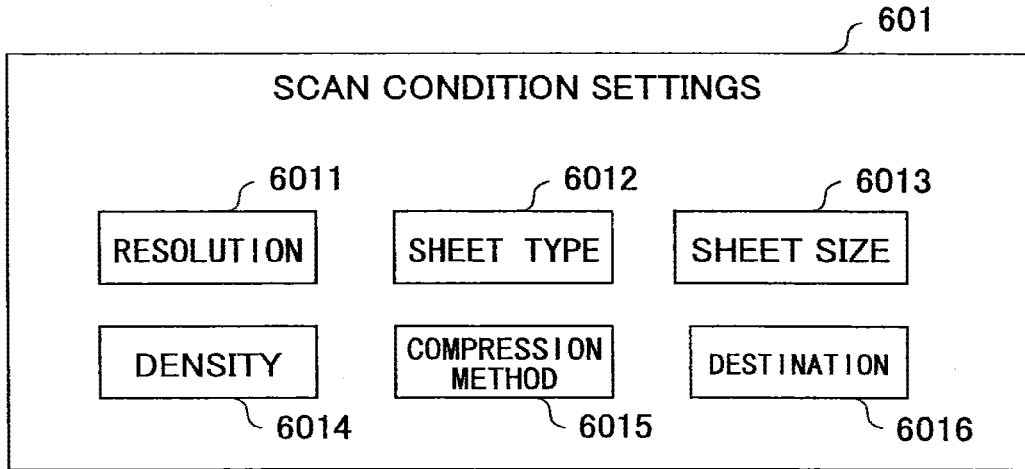 601
SCAN CONDITION SETTINGS
6011 6012 6013
RESOLUTION SHEET TYPE SHEET SIZE
DENSITY COMPRESSION METHOD DESTINATION
6014 6015 6016